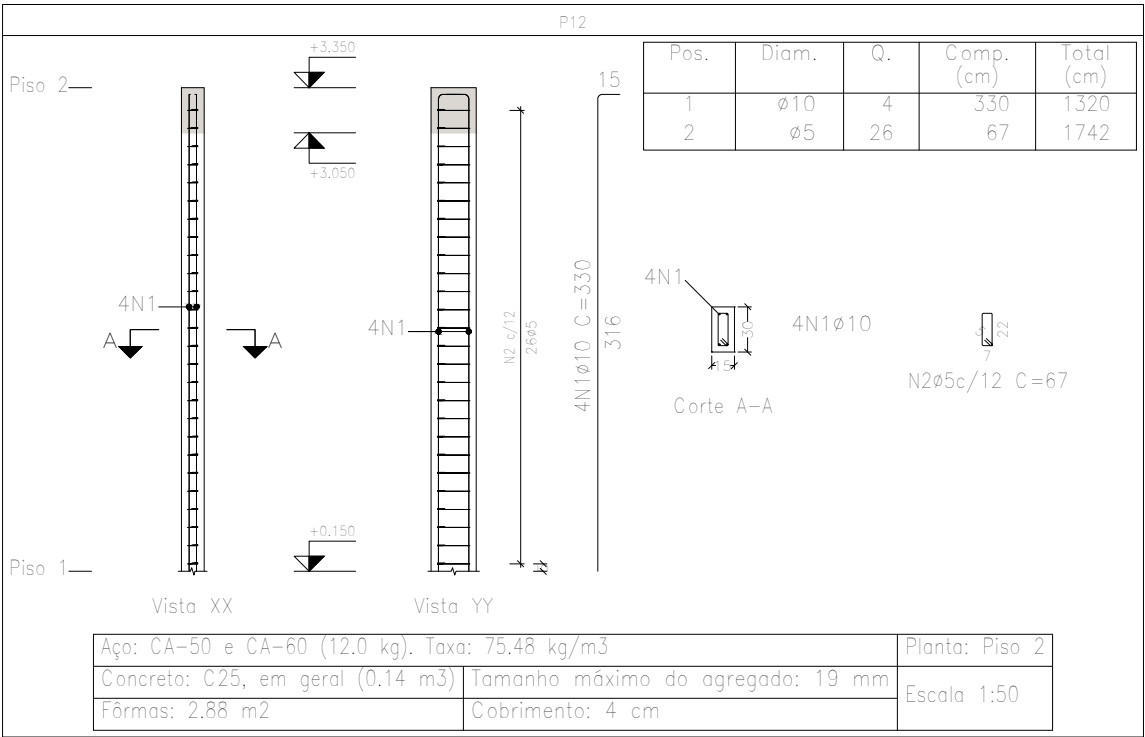 P12
Piso 2
+3.350
+3.050
4N1
A
A
+0.150
Piso 1
Vista XX
4N1
N2 c/12
26ø5
Vista YY
15
4N1ø10 C=330
316
Pos. Diam. Q. Comp. (cm) Total (cm)
1 ø10 4 330 1320
2 ø5 26 67 1742
4N1
30
15
Corte A-A
4N1ø10
22
7
N2ø5c/12 C=67
Aço: CA-50 e CA-60 (12.0 kg). Taxa: 75.48 kg/m3
Planta: Piso 2
Concreto: C25, em geral (0.14 m3)
Tamanho máximo do agregado: 19 mm
Escala 1:50
Fôrmas: 2.88 m2
Cobrimento: 4 cm